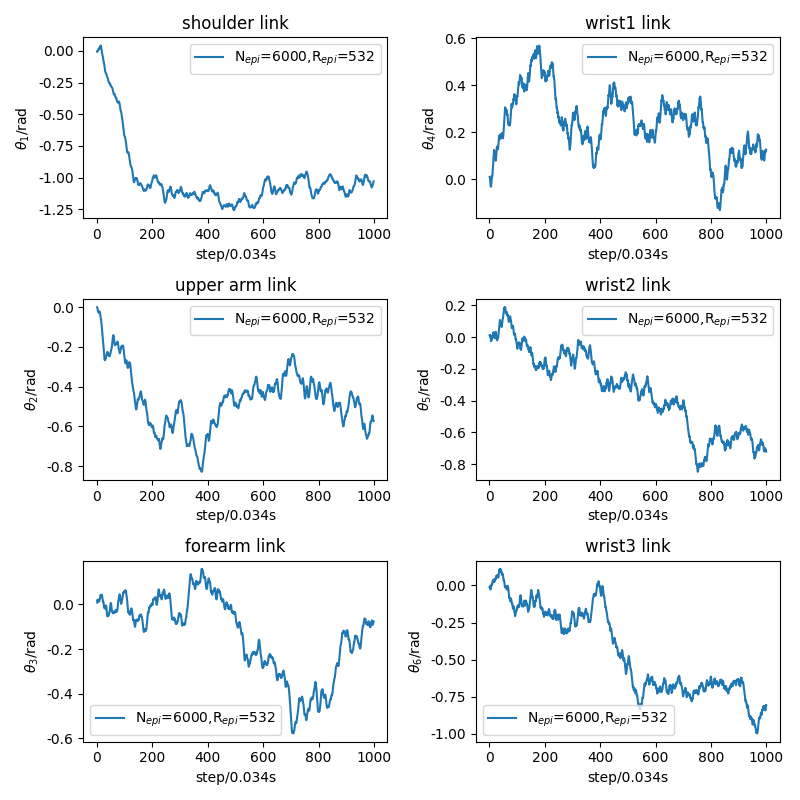 shoulder link
0.00
-0.25
-0.50
-0.75
-1.00
-1.25
θ₁/rad
N_epi=6000,R_epi=532
0 200 400 600 800 1000
step/0.034s
wrist1 link
0.6
0.4
0.2
0.0
θ₄/rad
N_epi=6000,R_epi=532
0 200 400 600 800 1000
step/0.034s
upper arm link
0.0
-0.2
-0.4
-0.6
-0.8
θ₂/rad
N_epi=6000,R_epi=532
0 200 400 600 800 1000
step/0.034s
wrist2 link
0.2
0.0
-0.2
-0.4
-0.6
-0.8
θ₅/rad
N_epi=6000,R_epi=532
0 200 400 600 800 1000
step/0.034s
forearm link
0.0
-0.2
-0.4
-0.6
θ₃/rad
N_epi=6000,R_epi=532
0 200 400 600 800 1000
step/0.034s
wrist3 link
0.00
-0.25
-0.50
-0.75
-1.00
θ₆/rad
N_epi=6000,R_epi=532
0 200 400 600 800 1000
step/0.034s